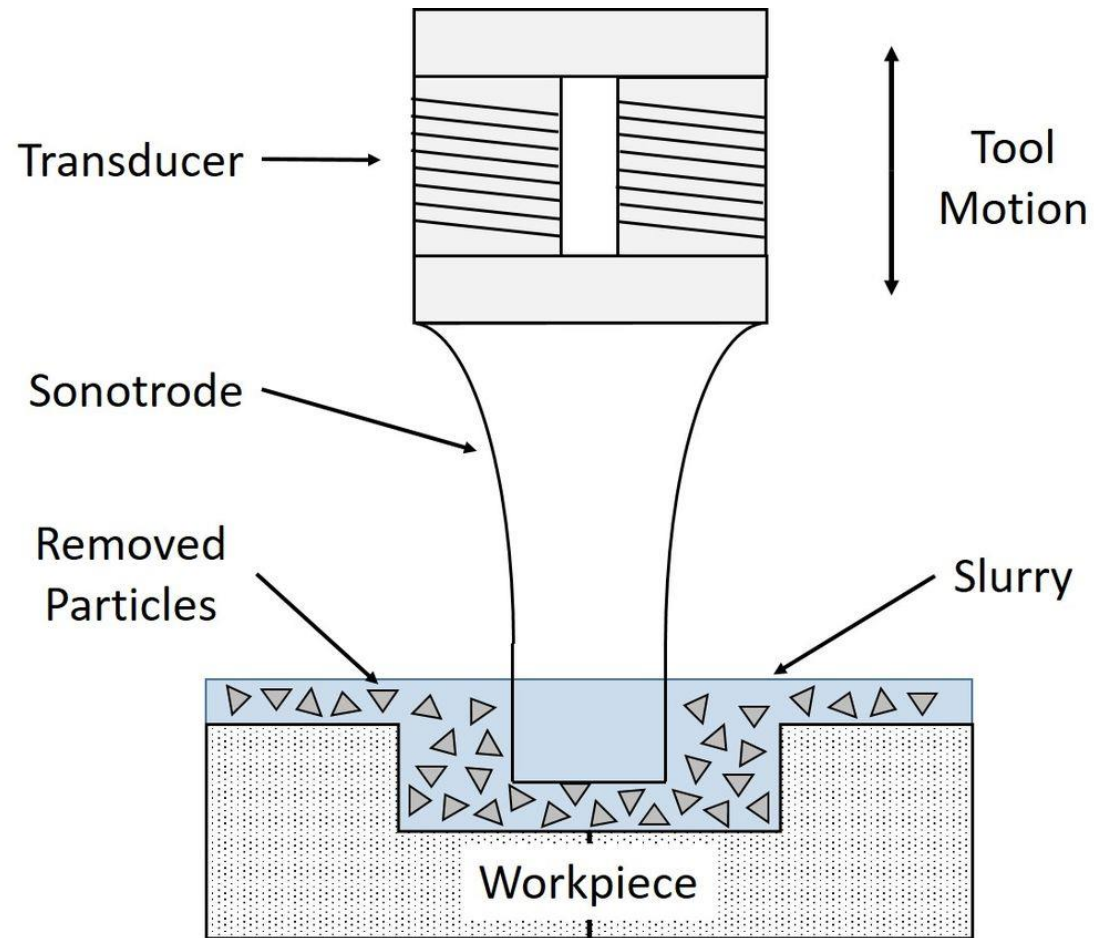 Transducer
Tool
Motion
Sonotrode
Removed
Particles
Slurry
Workpiece